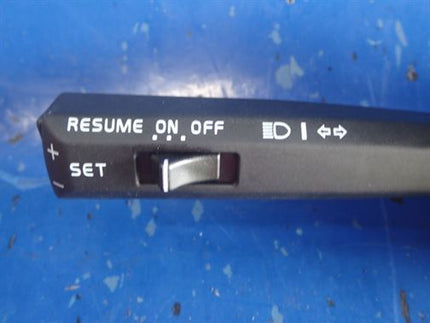 RESUME ON OFF
+ SET -